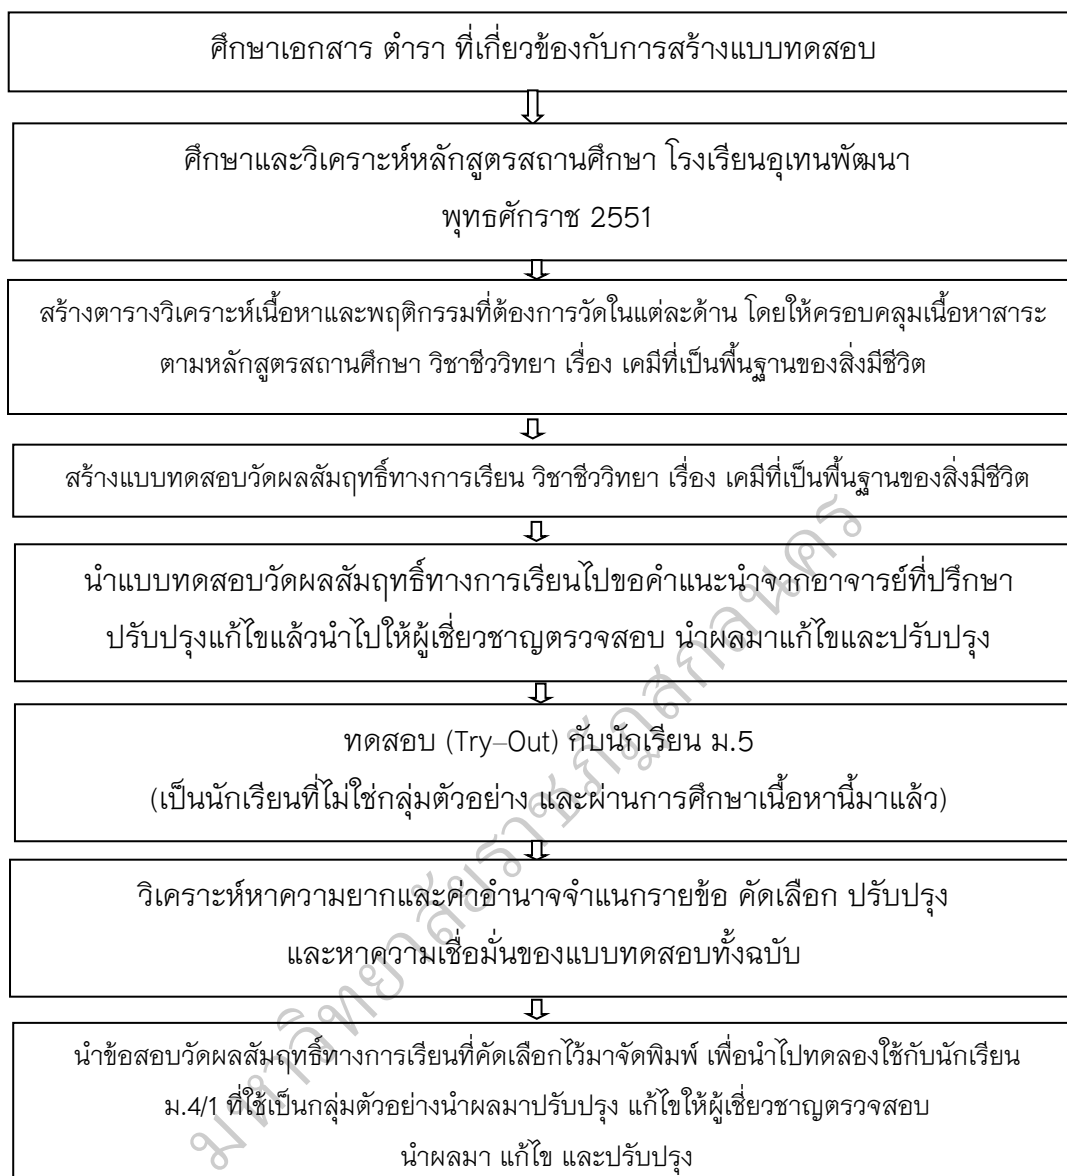 ศึกษาเอกสาร ตำรา ที่เกี่ยวข้องกับการสร้างแบบทดสอบ
ศึกษาและวิเคราะห์หลักสูตรสถานศึกษา โรงเรียนอุเทนพัฒนา
พุทธศักราช 2551
สร้างตารางวิเคราะห์เนื้อหาและพฤติกรรมที่ต้องการวัดในแต่ละด้าน โดยให้ครอบคลุมเนื้อหาสาระ
ตามหลักสูตรสถานศึกษา วิชาชีววิทยา เรื่อง เคมีที่เป็นพื้นฐานของสิ่งมีชีวิต
สร้างแบบทดสอบวัดผลสัมฤทธิ์ทางการเรียน วิชาชีววิทยา เรื่อง เคมีที่เป็นพื้นฐานของสิ่งมีชีวิต
นำแบบทดสอบวัดผลสัมฤทธิ์ทางการเรียนไปขอคำแนะนำจากอาจารย์ที่ปรึกษา
ปรับปรุงแก้ไขแล้วนำไปให้ผู้เชี่ยวชาญตรวจสอบ นำผลมาแก้ไขและปรับปรุง
ทดสอบ (Try–Out) กับนักเรียน ม.5
(เป็นนักเรียนที่ไม่ใช่กลุ่มตัวอย่าง และผ่านการศึกษาเนื้อหานี้มาแล้ว)
วิเคราะห์หาความยากและค่าอำนาจจำแนกรายข้อ คัดเลือก ปรับปรุง
และหาความเชื่อมั่นของแบบทดสอบทั้งฉบับ
นำข้อสอบวัดผลสัมฤทธิ์ทางการเรียนที่คัดเลือกไว้มาจัดพิมพ์ เพื่อนำไปทดลองใช้กับนักเรียน
ม.4/1 ที่ใช้เป็นกลุ่มตัวอย่างนำผลมาปรับปรุง แก้ไขให้ผู้เชี่ยวชาญตรวจสอบ
นำผลมา แก้ไข และปรับปรุง
มหาวิทยาลัยราชภัฏสกลนคร